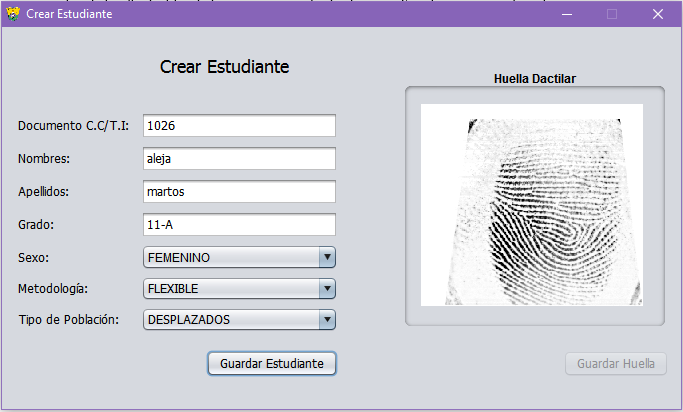 Crear Estudiante
Crear Estudiante
Huella Dactilar
Documento C.C/T.I: 1026
Nombres: aleja
Apellidos: martos
Grado: 11-A
Sexo: FEMENINO
Metodología: FLEXIBLE
Tipo de Población: DESPLAZADOS
Guardar Estudiante
Guardar Huella